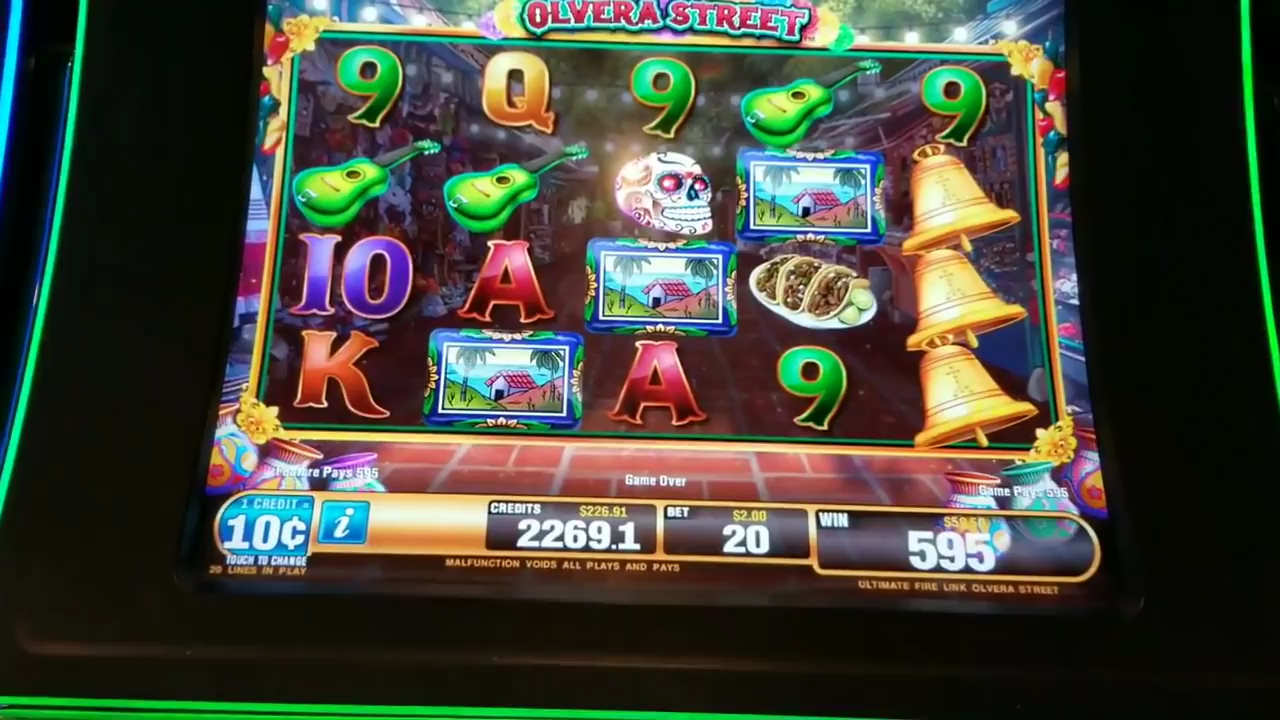 OLVERA STREET
9 Q 9 9
10 A
K A 9
Feature Pays 595
Game Over
Game Pays 595
1 CREDIT =
10¢
TOUCH TO CHANGE
20 LINES IN PLAY
i
CREDITS $226.91
2269.1
BET $2.00
20
WIN $59.50
595
MALFUNCTION VOIDS ALL PLAYS AND PAYS
ULTIMATE FIRE LINK OLVERA STREET